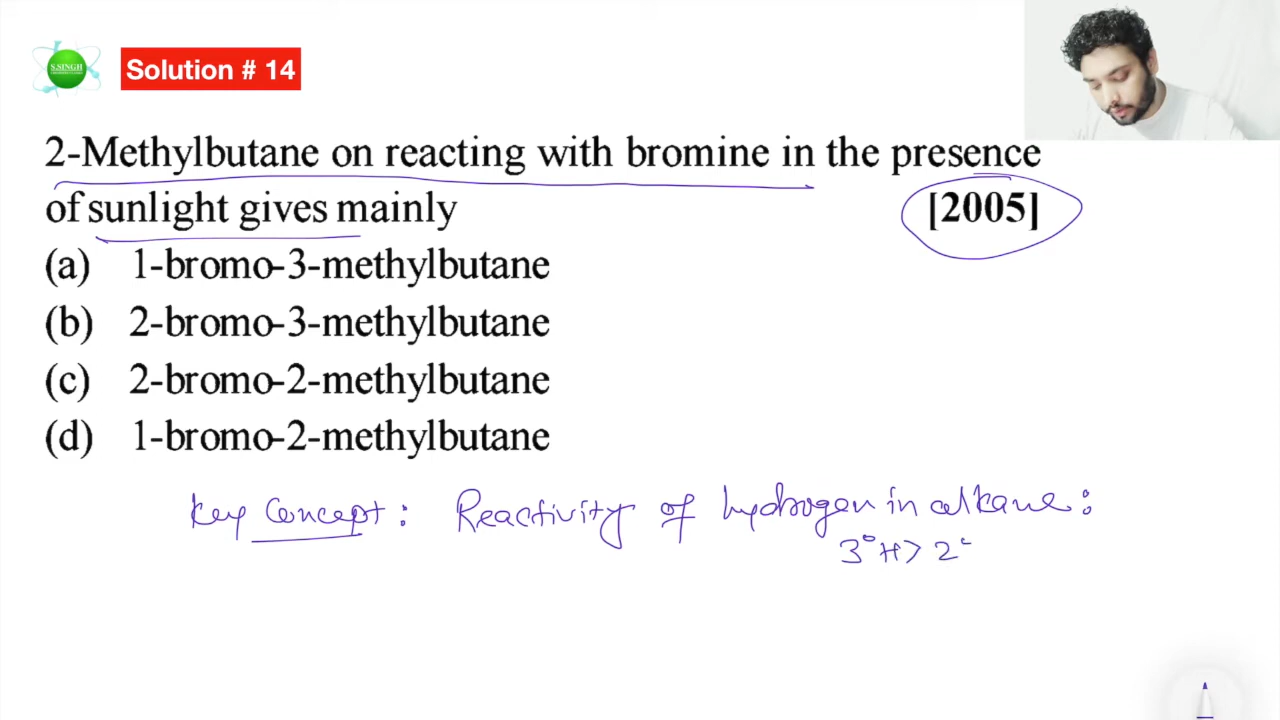 S.SINGH
Solution # 14
2-Methylbutane on reacting with bromine in the presence
of sunlight gives mainly [2005]
(a) 1-bromo-3-methylbutane
(b) 2-bromo-3-methylbutane
(c) 2-bromo-2-methylbutane
(d) 1-bromo-2-methylbutane
Key Concept: Reactivity of hydrogen in alkane:
3° H > 2°